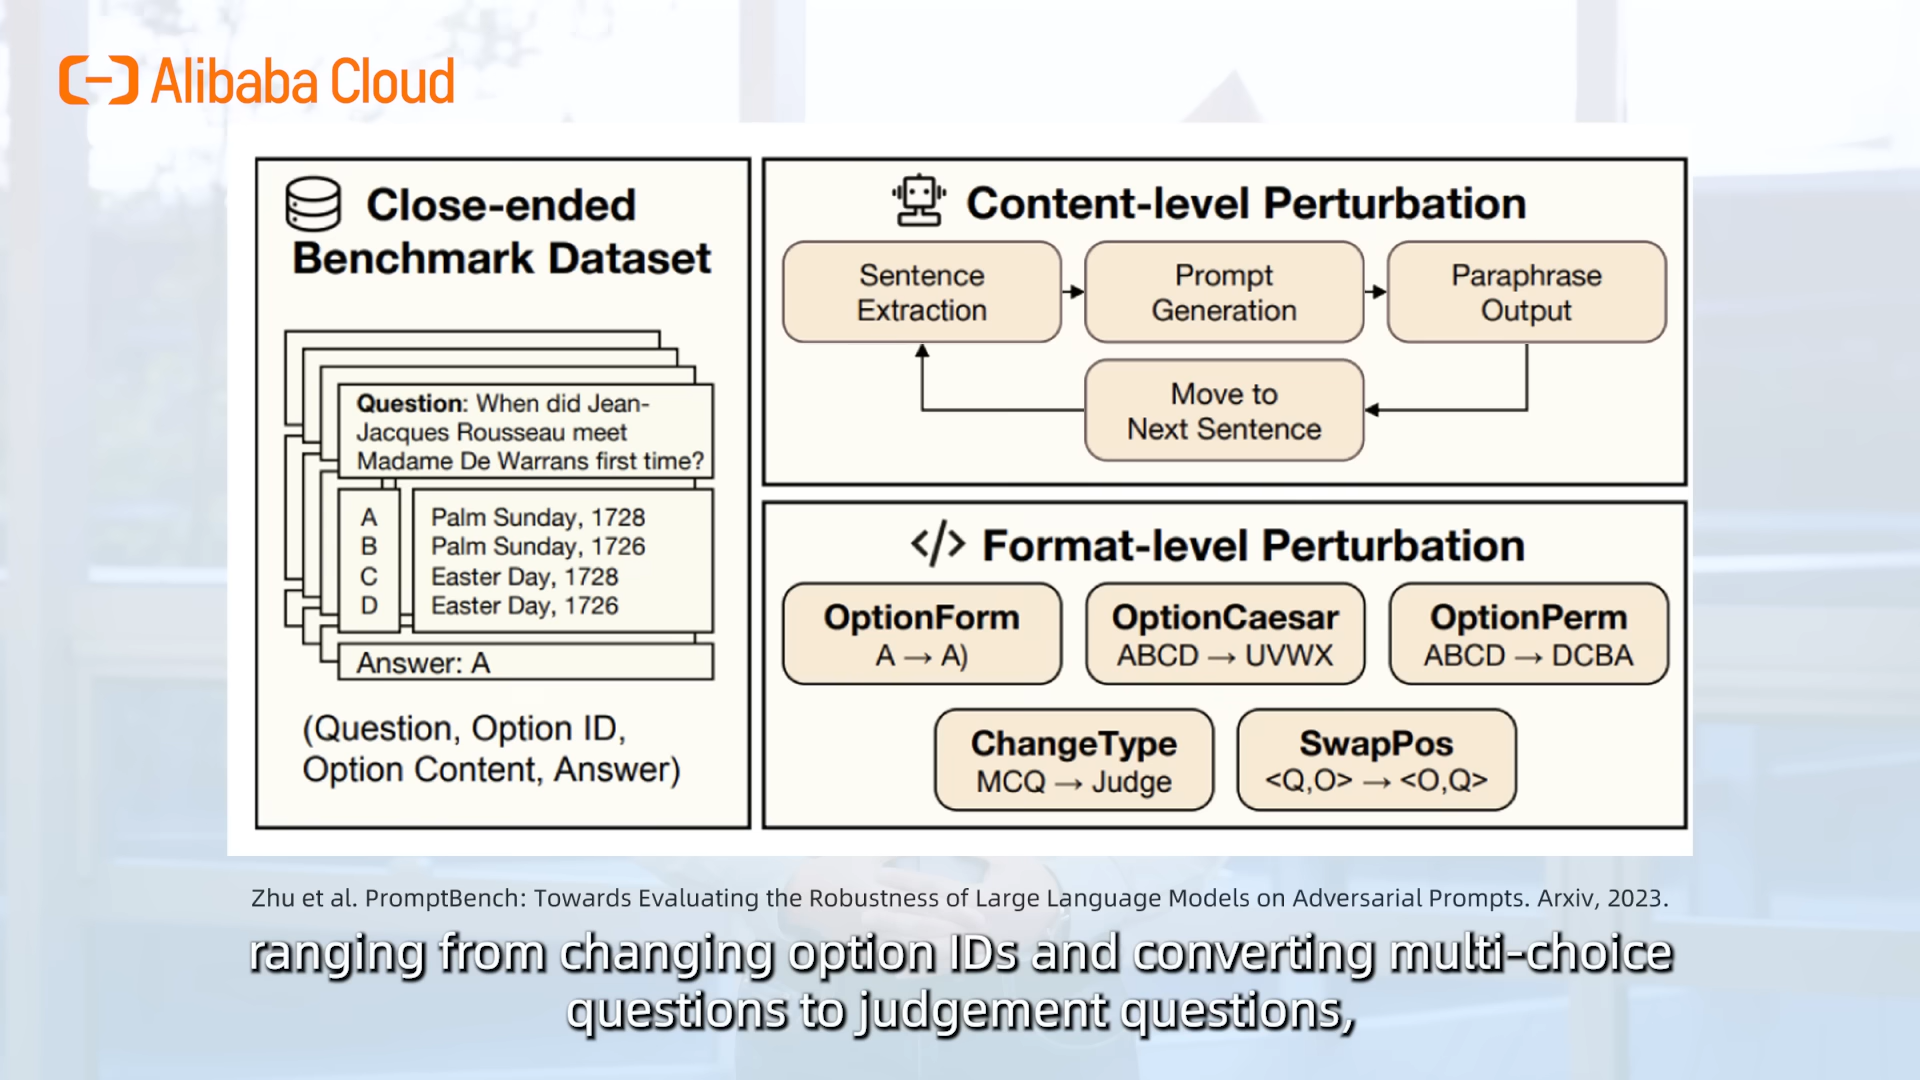 Alibaba Cloud
Close-ended
Benchmark Dataset
Question: When did Jean-
Jacques Rousseau meet
Madame De Warrans first time?
A Palm Sunday, 1728
B Palm Sunday, 1726
C Easter Day, 1728
D Easter Day, 1726
Answer: A
(Question, Option ID,
Option Content, Answer)
Content-level Perturbation
Sentence
Extraction
Prompt
Generation
Paraphrase
Output
Move to
Next Sentence
</> Format-level Perturbation
OptionForm
A → A)
OptionCaesar
ABCD → UVWX
OptionPerm
ABCD → DCBA
ChangeType
MCQ → Judge
SwapPos
<Q,O> → <O,Q>
Zhu et al. PromptBench: Towards Evaluating the Robustness of Large Language Models on Adversarial Prompts. Arxiv, 2023.
ranging from changing option IDs and converting multi-choice
questions to judgement questions,